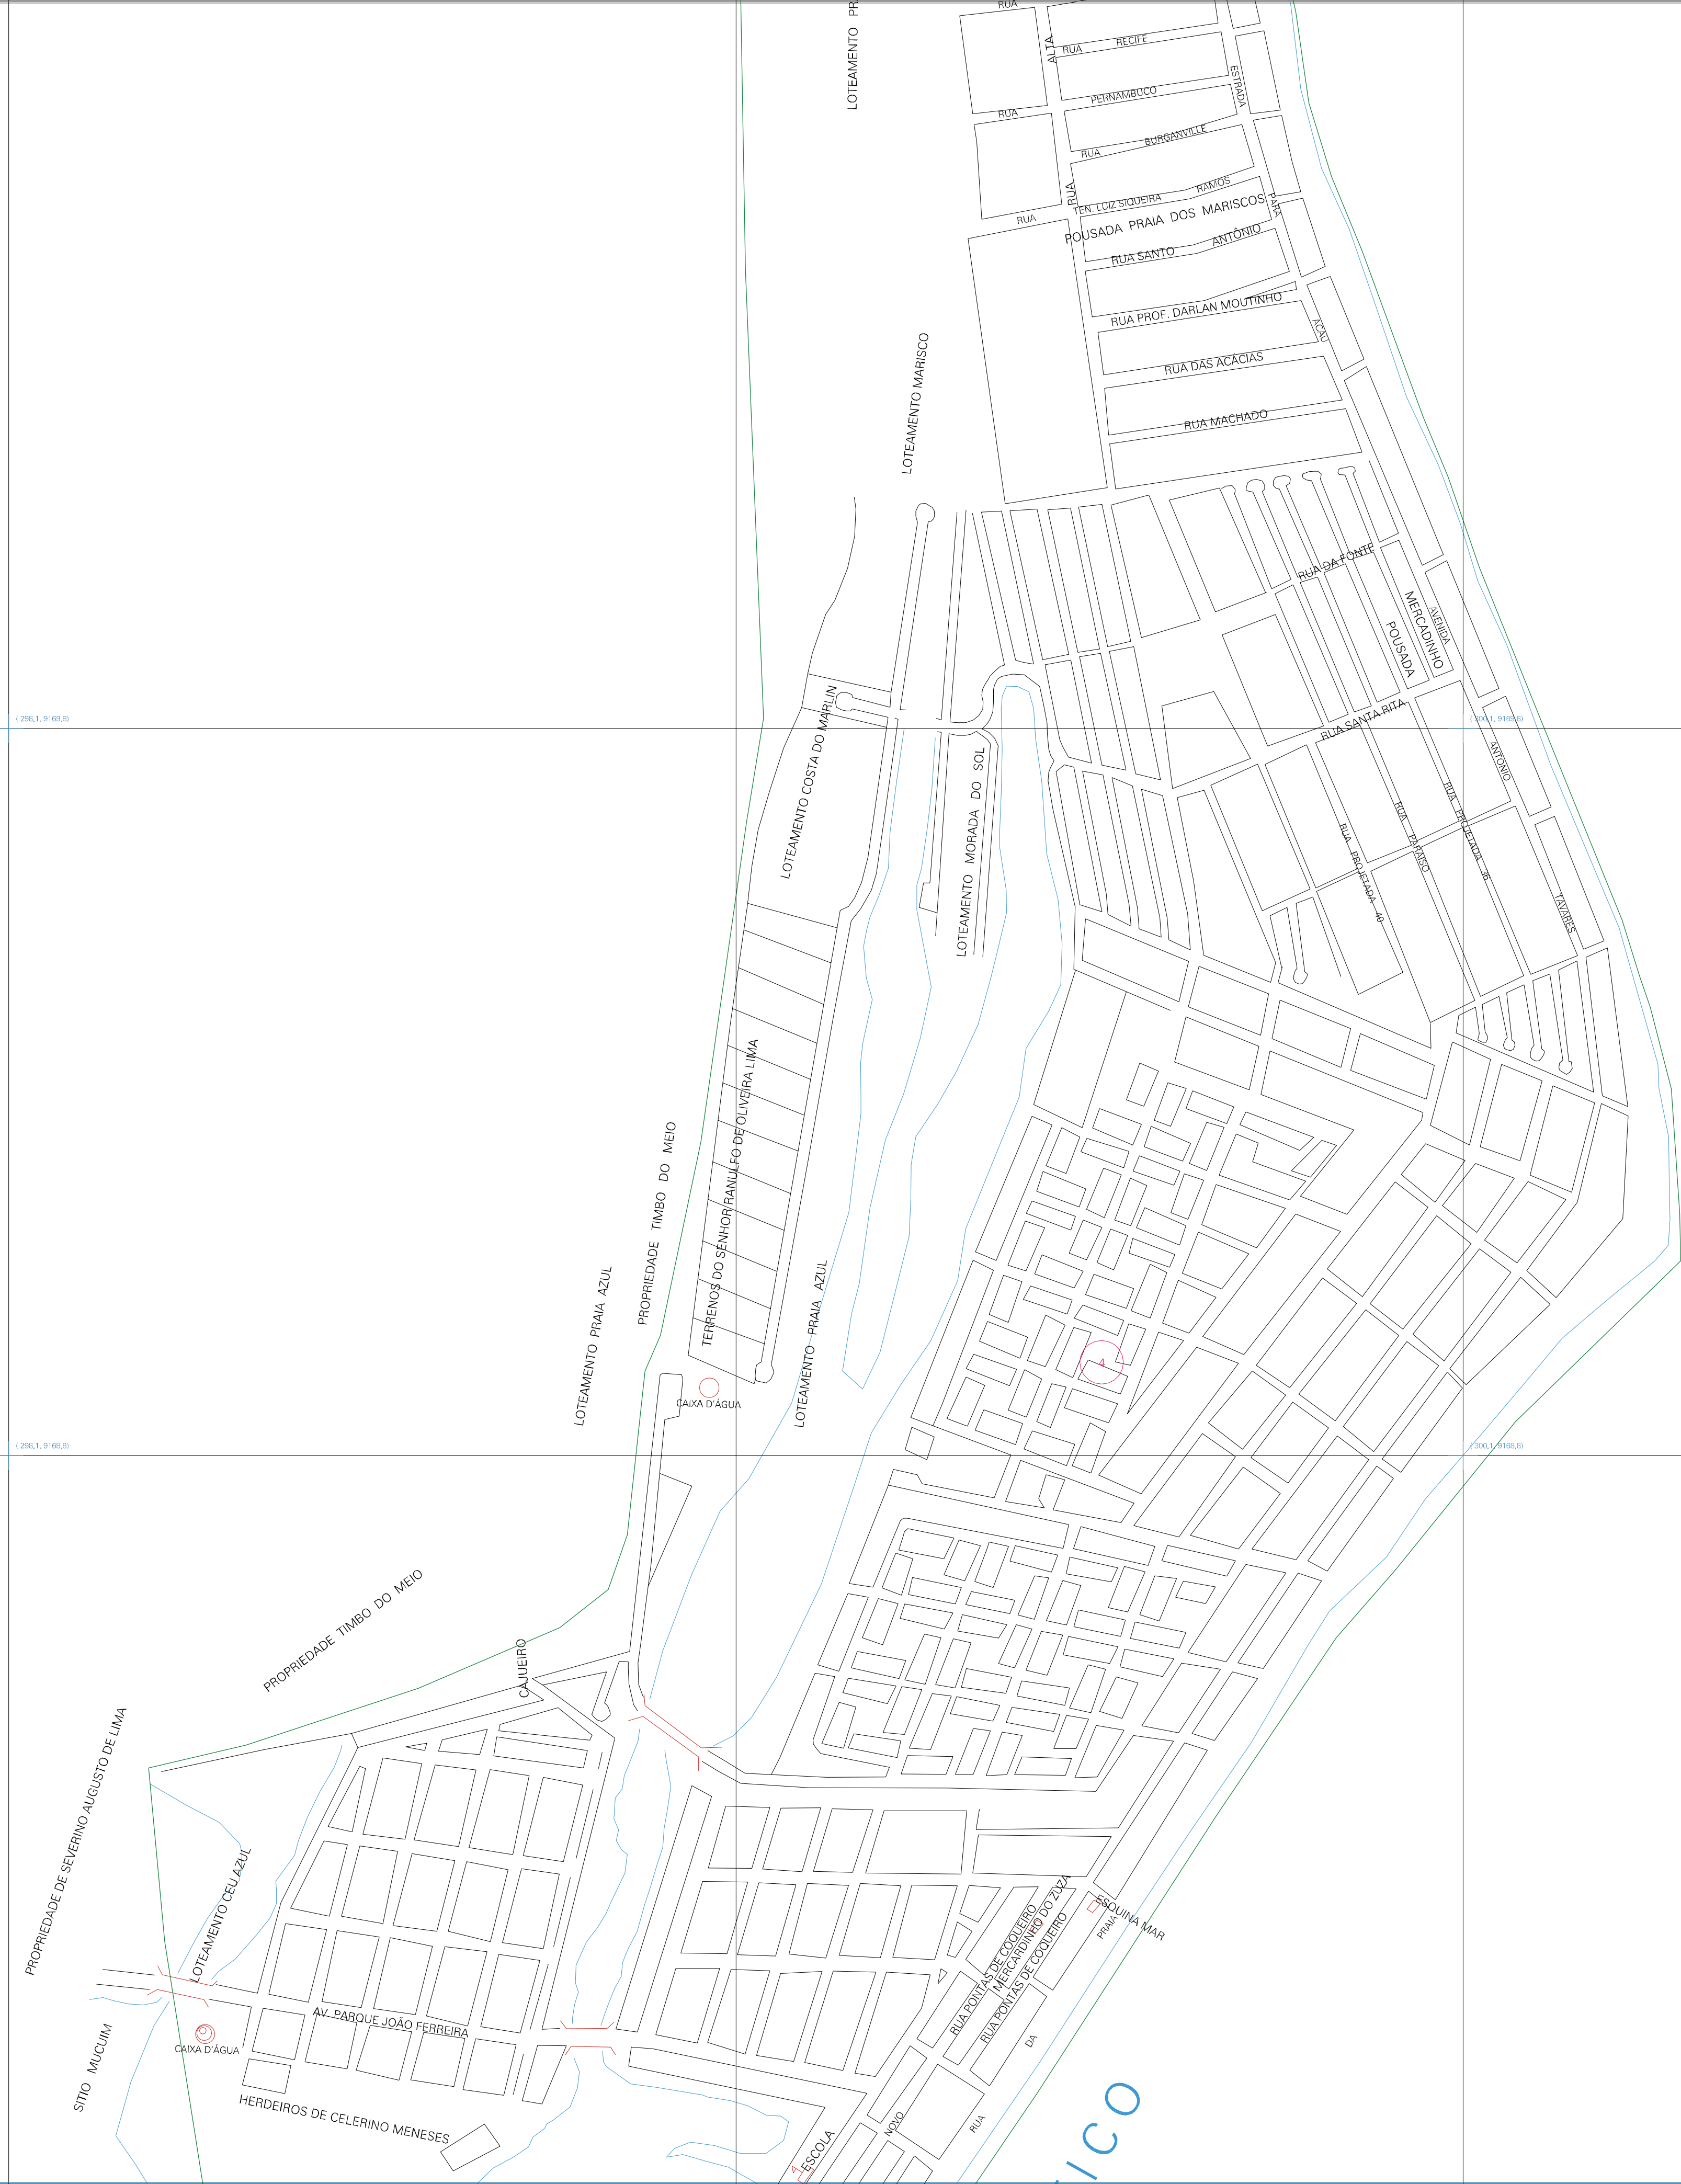 RUA
LOTEAMENTO PR
ALTA
RUA RECIFE
ESTRADA
PERNAMBUCO
RUA
RUA BURGANVILLE
RUA
TEN. LUIZ SIQUEIRA RAMOS
PARA
RUA
POUSADA PRAIA DOS MARISCOS
RUA SANTO ANTÔNIO
RUA PROF. DARLAN MOUTINHO
ACAU
RUA DAS ACÁCIAS
LOTEAMENTO MARISCO
RUA MACHADO
RUA DA FONTE
MERCADINHO
AVENIDA
POUSADA
LOTEAMENTO COSTA DO MARLIN
RUA SANTA RITA
( 298,1, 9169,8)
( 300,1, 9169,8)
ANTONIO
LOTEAMENTO MORADA DO SOL
RUA PROJETADA 36
RUA PARAISO
RUA PROJETADA 40
TAVARES
TERRENOS DO SENHOR RANULFO DE OLIVEIRA LIMA
PROPRIEDADE TIMBO DO MEIO
LOTEAMENTO PRAIA AZUL
LOTEAMENTO PRAIA AZUL
4
CAIXA D'ÁGUA
( 298,1, 9168,8)
( 300,1, 9168,8)
PROPRIEDADE TIMBO DO MEIO
CAJUEIRO
PROPRIEDADE DE SEVERINO AUGUSTO DE LIMA
LOTEAMENTO CEU AZUL
RUA PONTAS DE COQUEIRO
MERCARDINHO DO ZUZA
RUA PONTAS DE COQUEIRO
ESQUINA MAR
PRAIA
AV. PARQUE JOÃO FERREIRA
CAIXA D'ÁGUA
SITIO MUCUIM
DA
HERDEIROS DE CELERINO MENESES
NOVO
RUA
ESCOLA
4
ICO